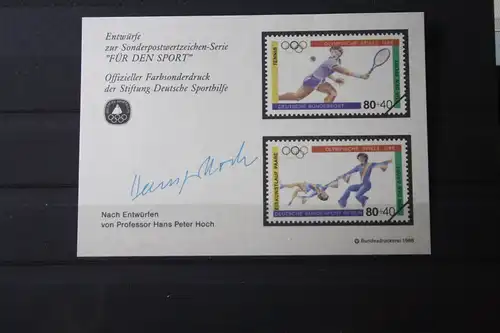 Entwürfe
zur Sonderpostwertzeichen-Serie
"FÜR DEN SPORT"
Offizieller Farbsonderdruck
der Stiftung Deutsche Sporthilfe
Nach Entwürfen
von Professor Hans Peter Hoch
OLYMPISCHE SPIELE 1988
TENNIS
DEUTSCHE BUNDESPOST
80+40
OLYMPISCHE SPIELE 1988
EISKUNSTLAUF PAARE
DEUTSCHE BUNDESPOST BERLIN
80+40
© Bundesdruckerei 1988